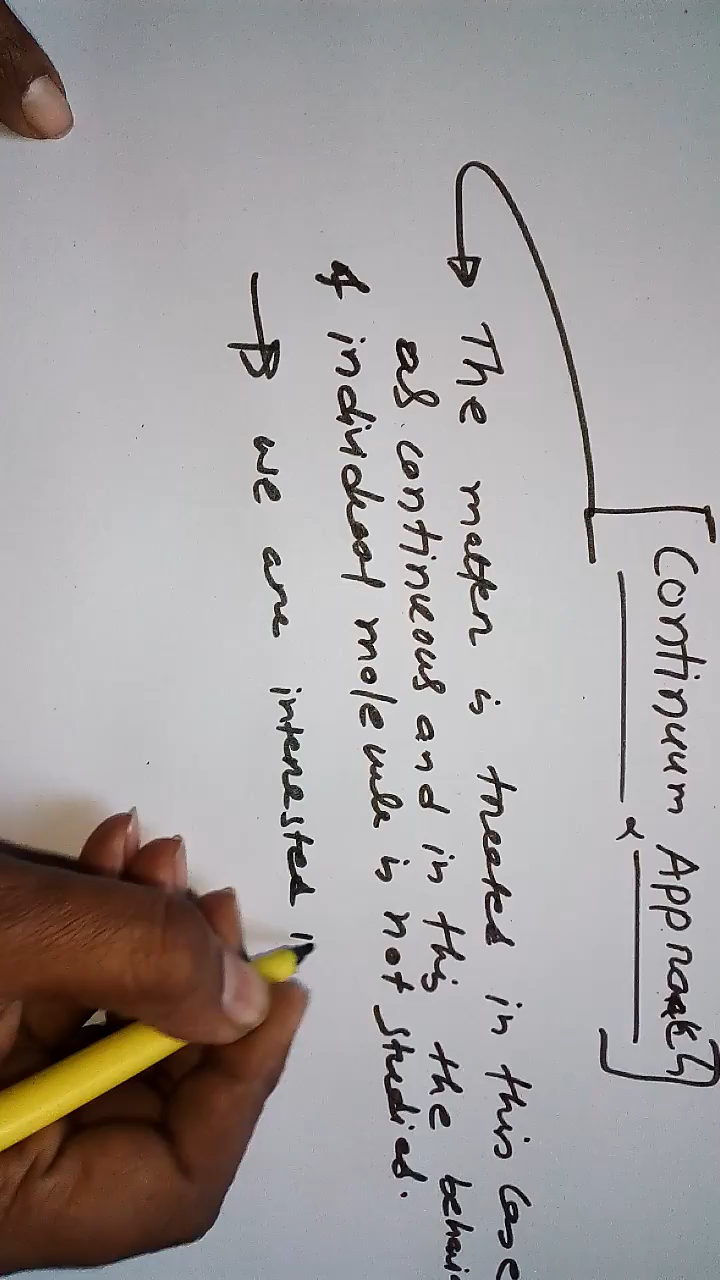 Continuum Approach
The matter is treated in this case
as continuous and in this the behavi
of individual molecule is not studied.
we are interested i